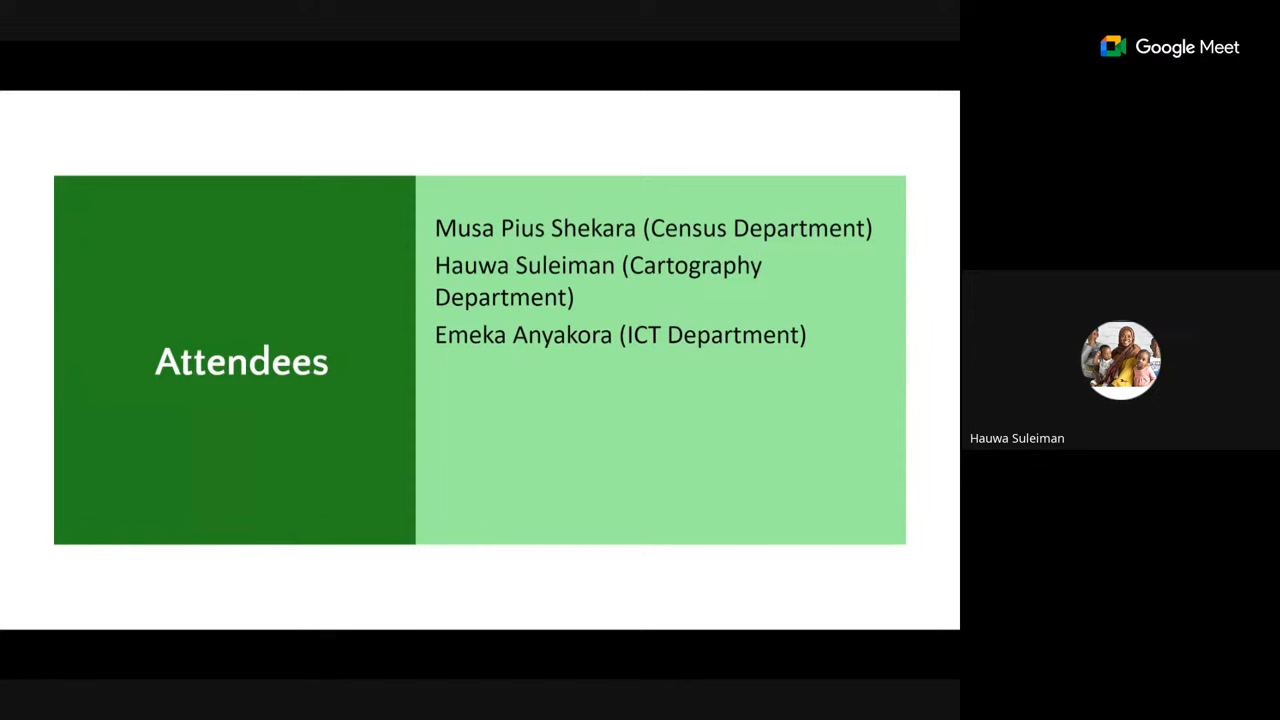 Google Meet
Musa Pius Shekara (Census Department)
Hauwa Suleiman (Cartography
Department)
Emeka Anyakora (ICT Department)
Attendees
Hauwa Suleiman